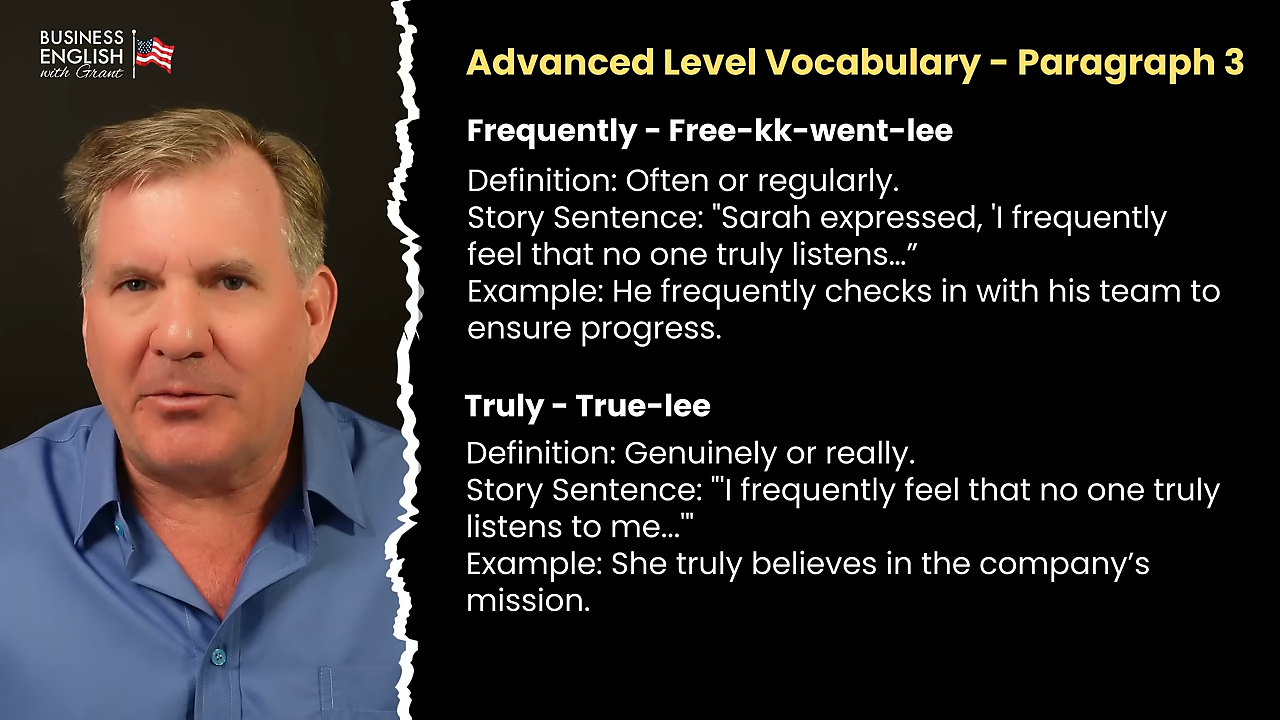 BUSINESS
ENGLISH
with Grant
Advanced Level Vocabulary - Paragraph 3
Frequently - Free-kk-went-lee
Definition: Often or regularly.
Story Sentence: "Sarah expressed, 'I frequently
feel that no one truly listens...”
Example: He frequently checks in with his team to
ensure progress.
Truly - True-lee
Definition: Genuinely or really.
Story Sentence: "'I frequently feel that no one truly
listens to me...'"
Example: She truly believes in the company’s
mission.